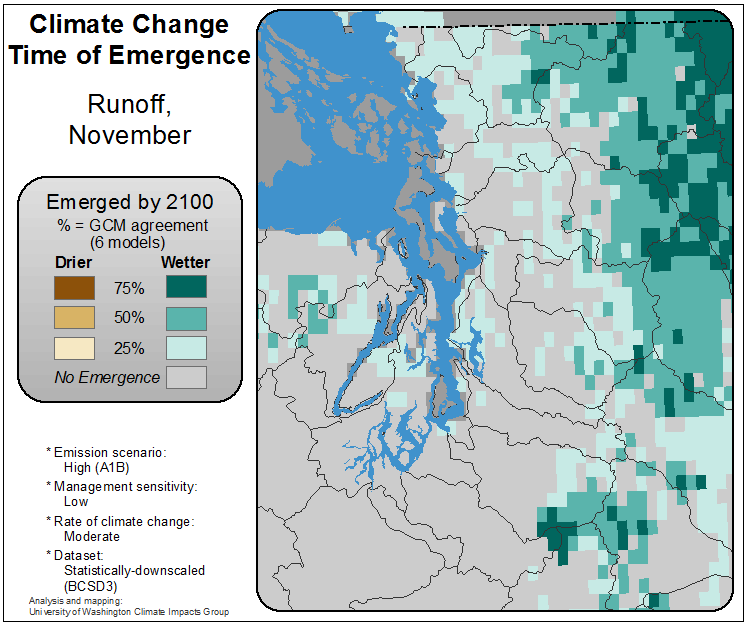 Climate Change
Time of Emergence
Runoff,
November
Emerged by 2100
% = GCM agreement
(6 models)
Drier Wetter
75%
50%
25%
No Emergence
* Emission scenario:
High (A1B)
* Management sensitivity:
Low
* Rate of climate change:
Moderate
* Dataset:
Statistically-downscaled
(BCSD3)
Analysis and mapping:
University of Washington Climate Impacts Group